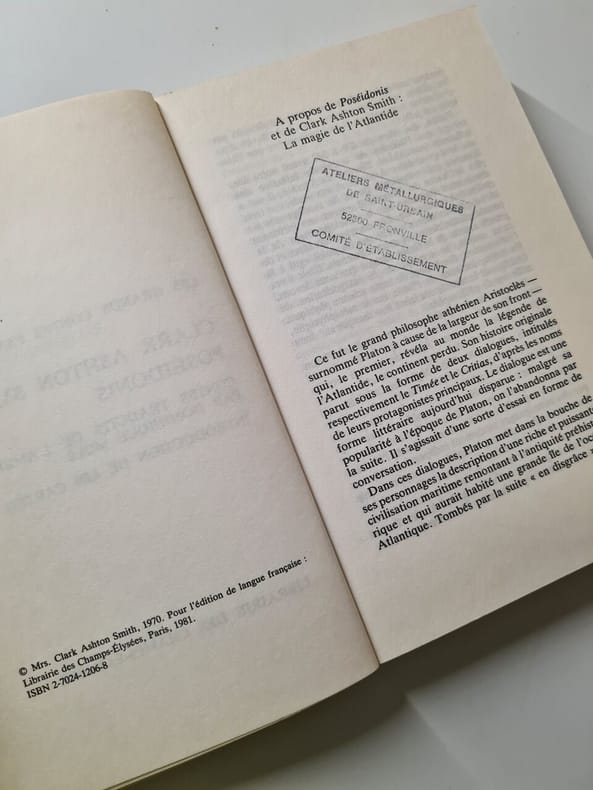 © Mrs. Clark Ashton Smith, 1970. Pour l'édition de langue française :
Librairie des Champs-Élysées, Paris, 1981.
ISBN 2-7024-1206-8
A propos de Poséidonis
et de Clark Ashton Smith :
La magie de l'Atlantide
ATELIERS MÉTALLURGIQUES
DE SAINT-URBAIN
52300 FRONVILLE
COMITÉ D'ÉTABLISSEMENT
Ce fut le grand philosophe athénien Aristoclès —
surnommé Platon à cause de la largeur de son front —
qui, le premier, révéla au monde la légende de
l'Atlantide, le continent perdu. Son histoire originale
parut sous la forme de deux dialogues, intitulés
respectivement le Timée et le Critias, d'après les noms
de leurs protagonistes principaux. Le dialogue est une
forme littéraire aujourd'hui disparue : malgré sa
popularité à l'époque de Platon, on l'abandonna par
la suite. Il s'agissait d'une sorte d'essai en forme de
conversation.
Dans ces dialogues, Platon met dans la bouche de
ses personnages la description d'une riche et puissante
civilisation maritime remontant à l'antiquité préhisto
rique et qui aurait habité une grande île de l'océ
Atlantique. Tombés par la suite « en disgrâce